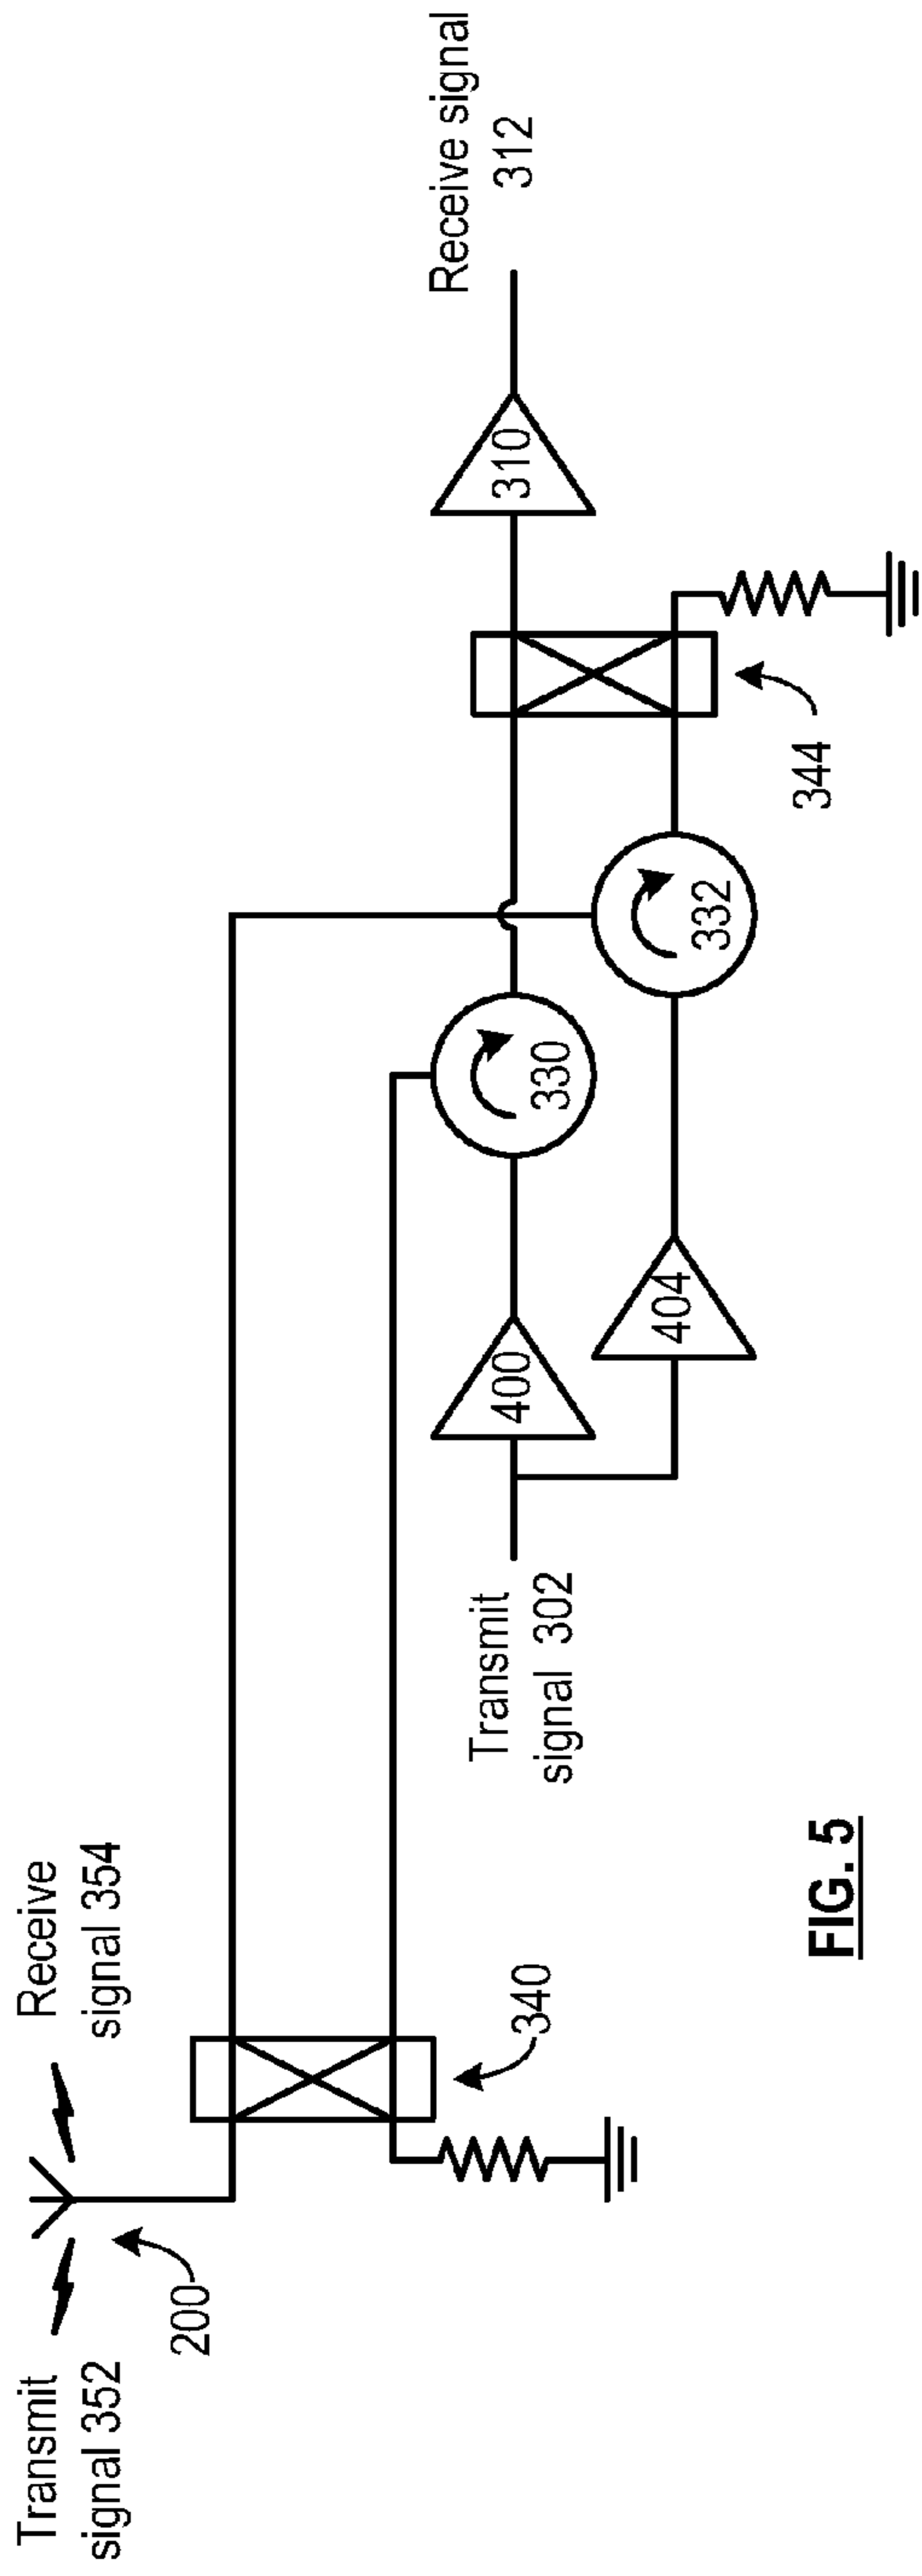 Transmit
signal 352
Receive
signal 354
200
340
Transmit
signal 302
400
404
330
332
344
310
Receive signal
312
FIG. 5